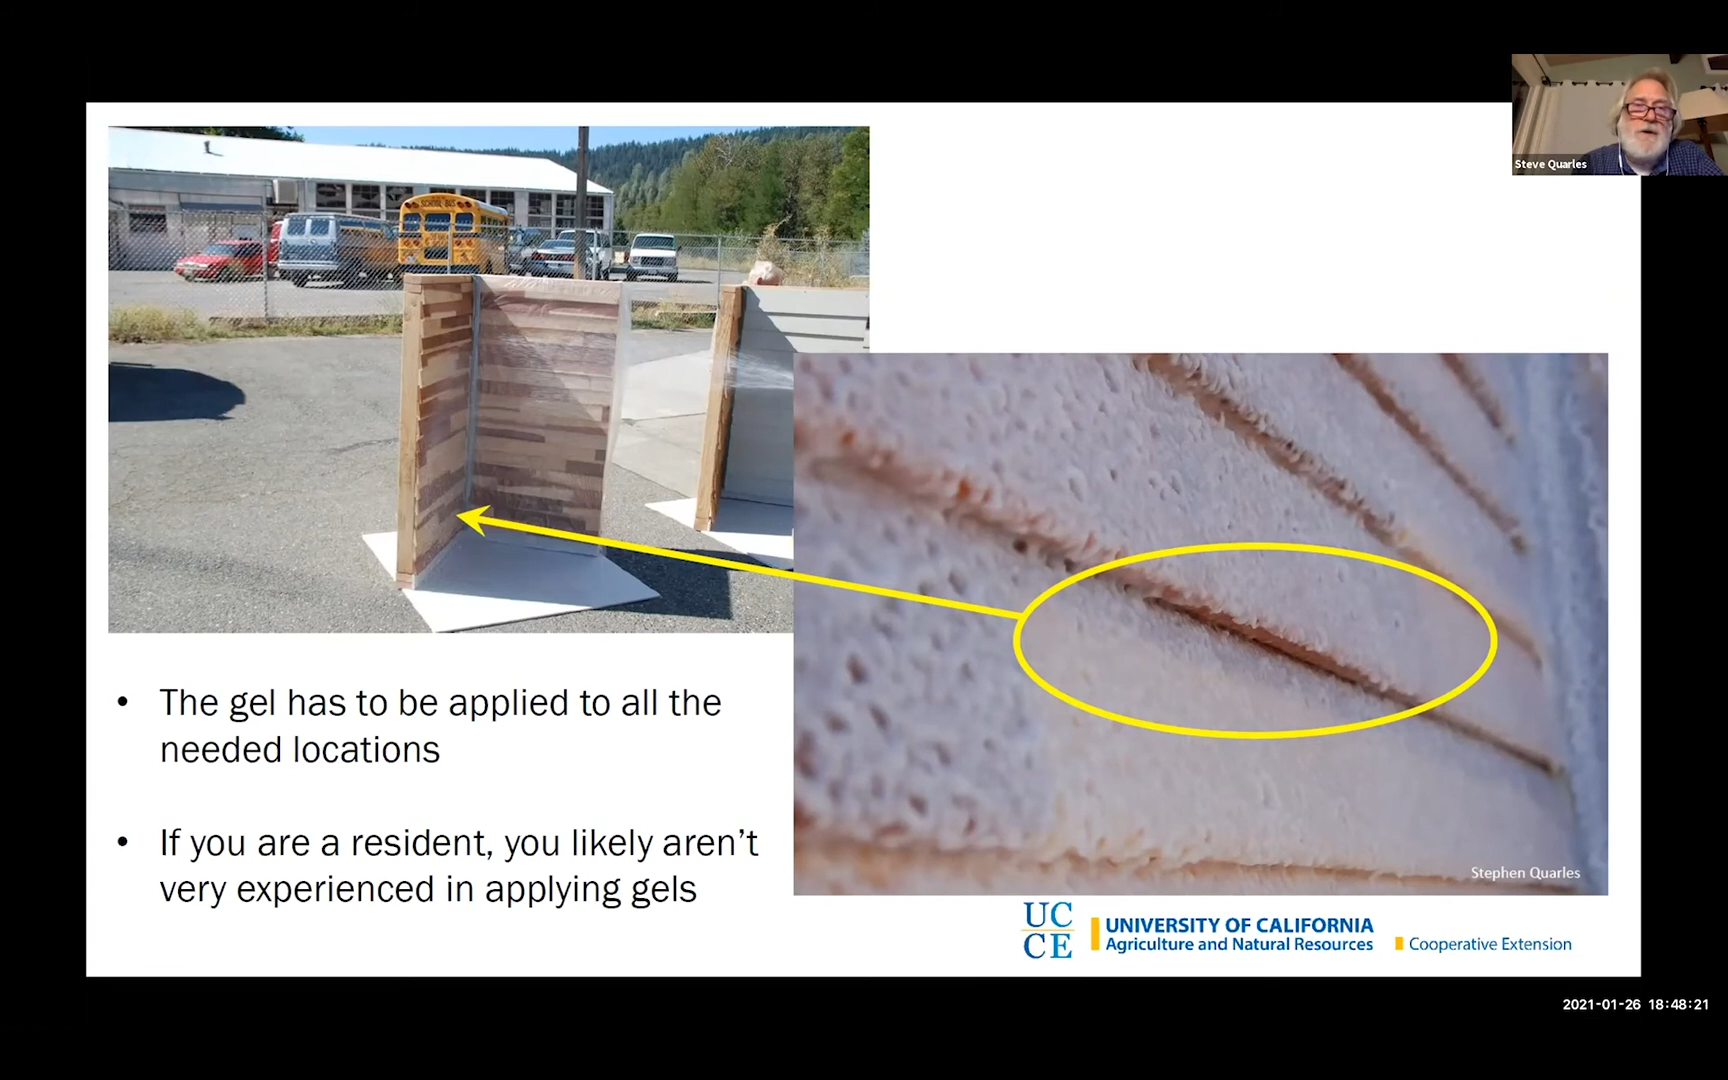 Steve Quarles
SCHOOL BUS
• The gel has to be applied to all the
needed locations
• If you are a resident, you likely aren’t
very experienced in applying gels
Stephen Quarles
UC
CE
UNIVERSITY OF CALIFORNIA
Agriculture and Natural Resources
Cooperative Extension
2021-01-26 18:48:21